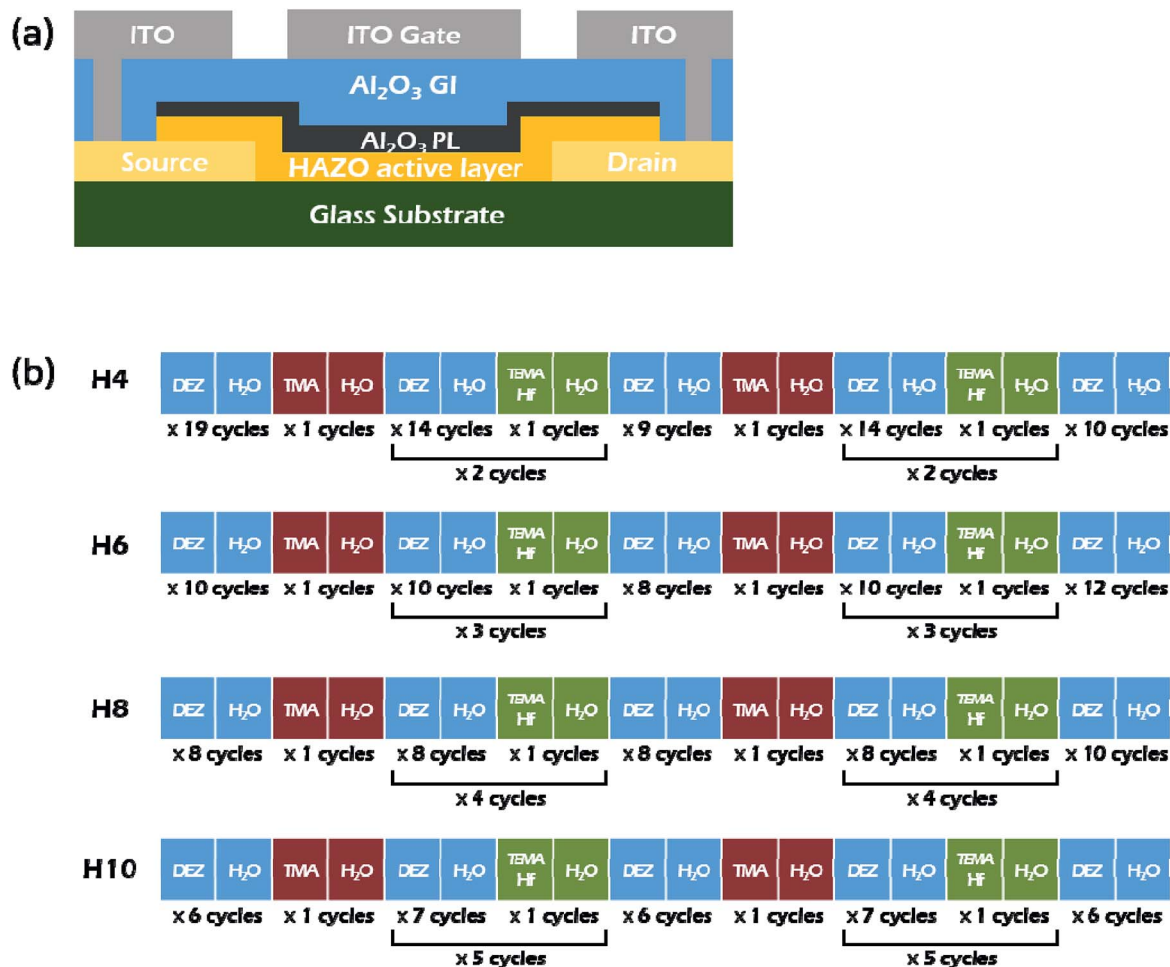 (a)
ITO ITO Gate ITO
Al₂O₃ GI
Al₂O₃ PL
Source HAZO active layer Drain
Glass Substrate
(b)
H4
DEZ H₂O TMA H₂O DEZ H₂O TEMA Hf H₂O DEZ H₂O TMA H₂O DEZ H₂O TEMA Hf H₂O DEZ H₂O
x 19 cycles x 1 cycles x 14 cycles x 1 cycles x 9 cycles x 1 cycles x 14 cycles x 1 cycles x 10 cycles
x 2 cycles x 2 cycles
H6
DEZ H₂O TMA H₂O DEZ H₂O TEMA Hf H₂O DEZ H₂O TMA H₂O DEZ H₂O TEMA Hf H₂O DEZ H₂O
x 10 cycles x 1 cycles x 10 cycles x 1 cycles x 8 cycles x 1 cycles x 10 cycles x 1 cycles x 12 cycles
x 3 cycles x 3 cycles
H8
DEZ H₂O TMA H₂O DEZ H₂O TEMA Hf H₂O DEZ H₂O TMA H₂O DEZ H₂O TEMA Hf H₂O DEZ H₂O
x 8 cycles x 1 cycles x 8 cycles x 1 cycles x 8 cycles x 1 cycles x 8 cycles x 1 cycles x 10 cycles
x 4 cycles x 4 cycles
H10
DEZ H₂O TMA H₂O DEZ H₂O TEMA Hf H₂O DEZ H₂O TMA H₂O DEZ H₂O TEMA Hf H₂O DEZ H₂O
x 6 cycles x 1 cycles x 7 cycles x 1 cycles x 6 cycles x 1 cycles x 7 cycles x 1 cycles x 6 cycles
x 5 cycles x 5 cycles